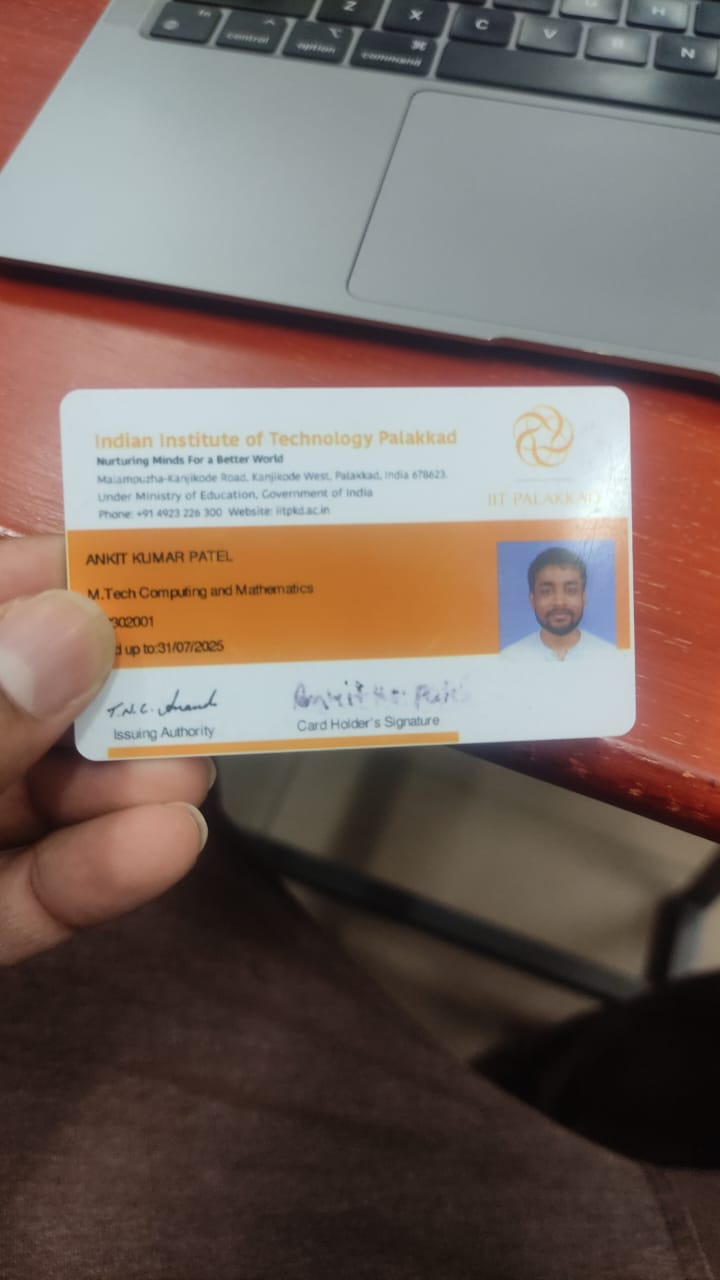 fn
control
option
⌘
command
Z
X
C
V
B
N
G
H
Indian Institute of Technology Palakkad
Nurturing Minds For a Better World
Malampuzha-Kanjikode Road, Kanjikode West, Palakkad, India 678623.
Under Ministry of Education, Government of India
Phone: +91 4923 226 300 Website: iitpkd.ac.in
IIT PALAKKAD
ANKIT KUMAR PATEL
M.Tech Computing and Mathematics
302001
d up to:31/07/2025
T.N.C. Anand
Issuing Authority
Ankit Kr. Patel
Card Holder's Signature